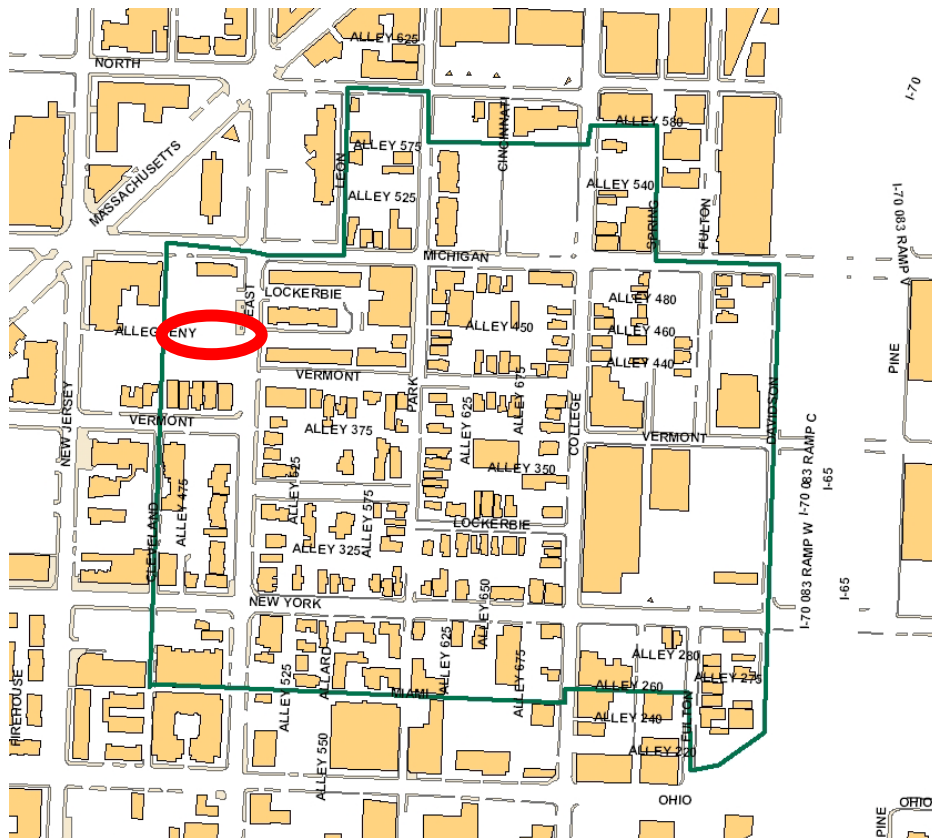 ALLEY 625
NORTH
I-70
CINCINNATI
ALLEY 580
MASSACHUSETTS
LEON
ALLEY 575
ALLEY 540
ALLEY 525
SPRING
FULTON
I-70 083 RAMP V
MICHIGAN
LOCKERBIE
EAST
ALLEY 480
ALLEGHENY
ALLEY 450
ALLEY 460
ALLEY 440
PINE
VERMONT
ALLEY 675
PARK
NEW JERSEY
VERMONT
ALLEY 375
ALLEY 625
COLLEGE
VERMONT
DAVIDSON
I-70 083 RAMP C
I-65
ALLEY 475
ALLEY 525
ALLEY 350
CLEVELAND
ALLEY 575
LOCKERBIE
ALLEY 325
I-70 083 RAMP W
I-65
NEW YORK
ALLEY 650
ALLEY 625
ALLEY 280
ALLARD
ALLEY 675
ALLEY 275
FIREHOUSE
ALLEY 525
MIAMI
ALLEY 260
ALLEY 240
FULTON
ALLEY 550
ALLEY 220
OHIO
OHIO
PINE